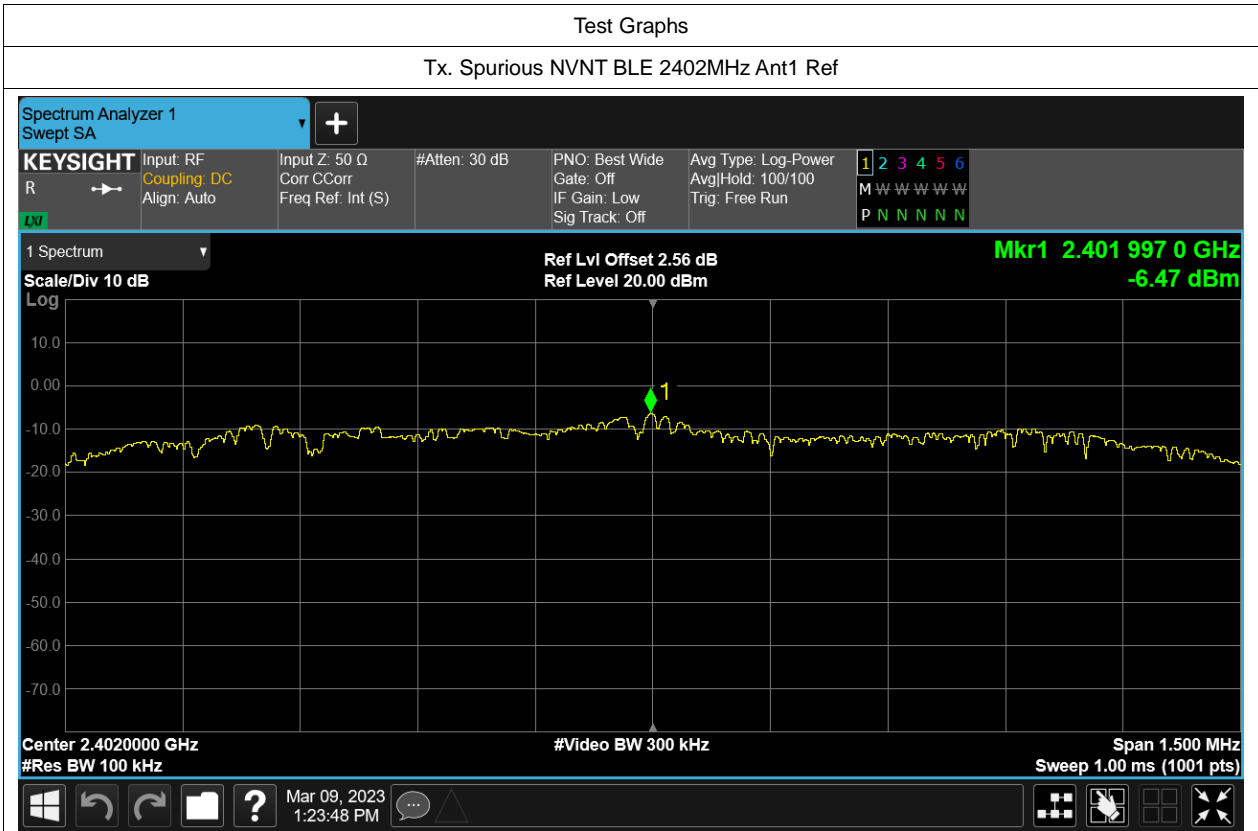 Test Graphs
Tx. Spurious NVNT BLE 2402MHz Ant1 Ref
Spectrum Analyzer 1
Swept SA
KEYSIGHT
R
LXI
Input: RF
Coupling: DC
Align: Auto
Input Z: 50 Ω
Corr CCorr
Freq Ref: Int (S)
#Atten: 30 dB
PNO: Best Wide
Gate: Off
IF Gain: Low
Sig Track: Off
Avg Type: Log-Power
Avg|Hold: 100/100
Trig: Free Run
1 2 3 4 5 6
M W W W W W
P N N N N N
1 Spectrum
Scale/Div 10 dB
Ref Lvl Offset 2.56 dB
Ref Level 20.00 dBm
Mkr1 2.401 997 0 GHz
-6.47 dBm
Log
10.0
0.00
-10.0
-20.0
-30.0
-40.0
-50.0
-60.0
-70.0
1
Center 2.4020000 GHz
#Res BW 100 kHz
#Video BW 300 kHz
Span 1.500 MHz
Sweep 1.00 ms (1001 pts)
?
Mar 09, 2023
1:23:48 PM